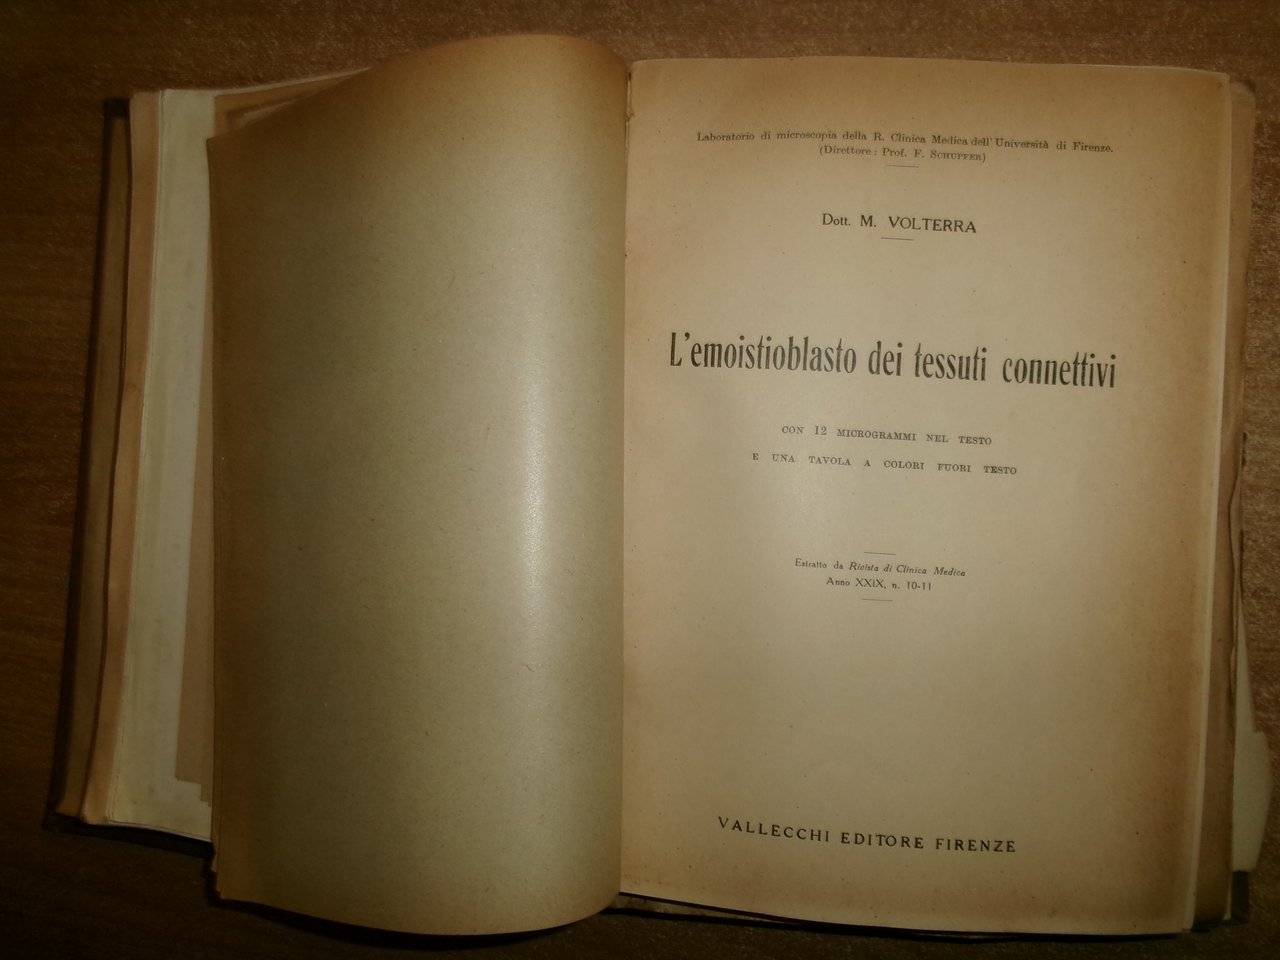 Laboratorio di microscopia della R. Clinica Medica dell'Università di Firenze.
(Direttore: Prof. F. SCHUPFER)
Dott. M. VOLTERRA
L'emoistioblasto dei tessuti connettivi
CON 12 MICROGRAMMI NEL TESTO
E UNA TAVOLA A COLORI FUORI TESTO
Estratto da Rivista di Clinica Medica
Anno XXIX, n. 10-11
VALLECCHI EDITORE FIRENZE